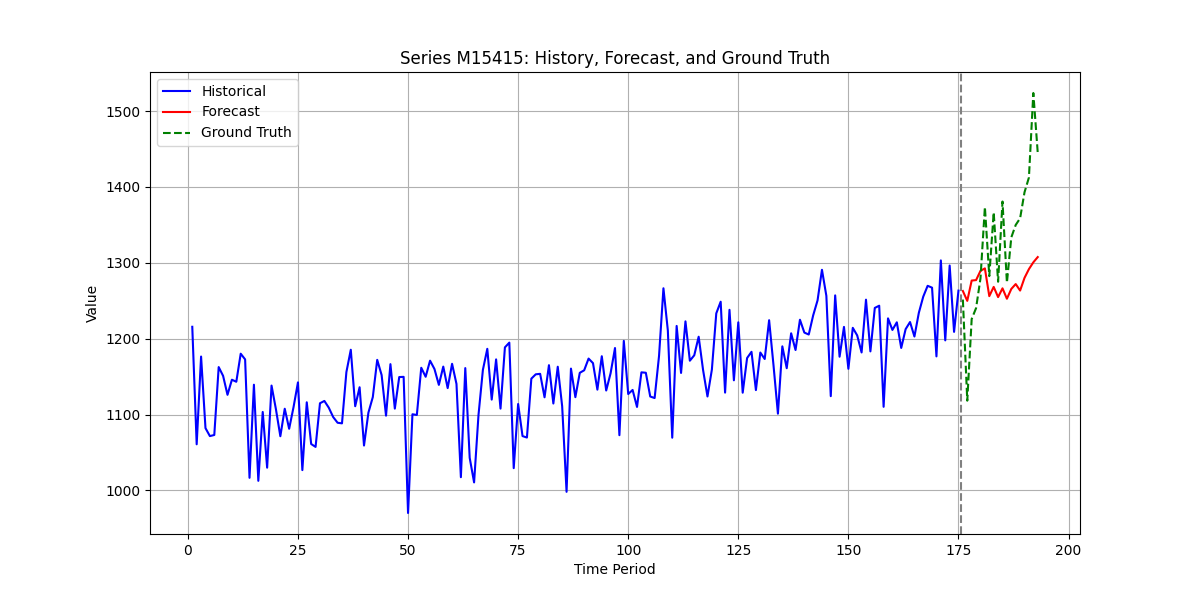 Series M15415: History, Forecast, and Ground Truth
Historical
Forecast
Ground Truth
1500
1400
1300
1200
1100
1000
Value
0 25 50 75 100 125 150 175 200
Time Period